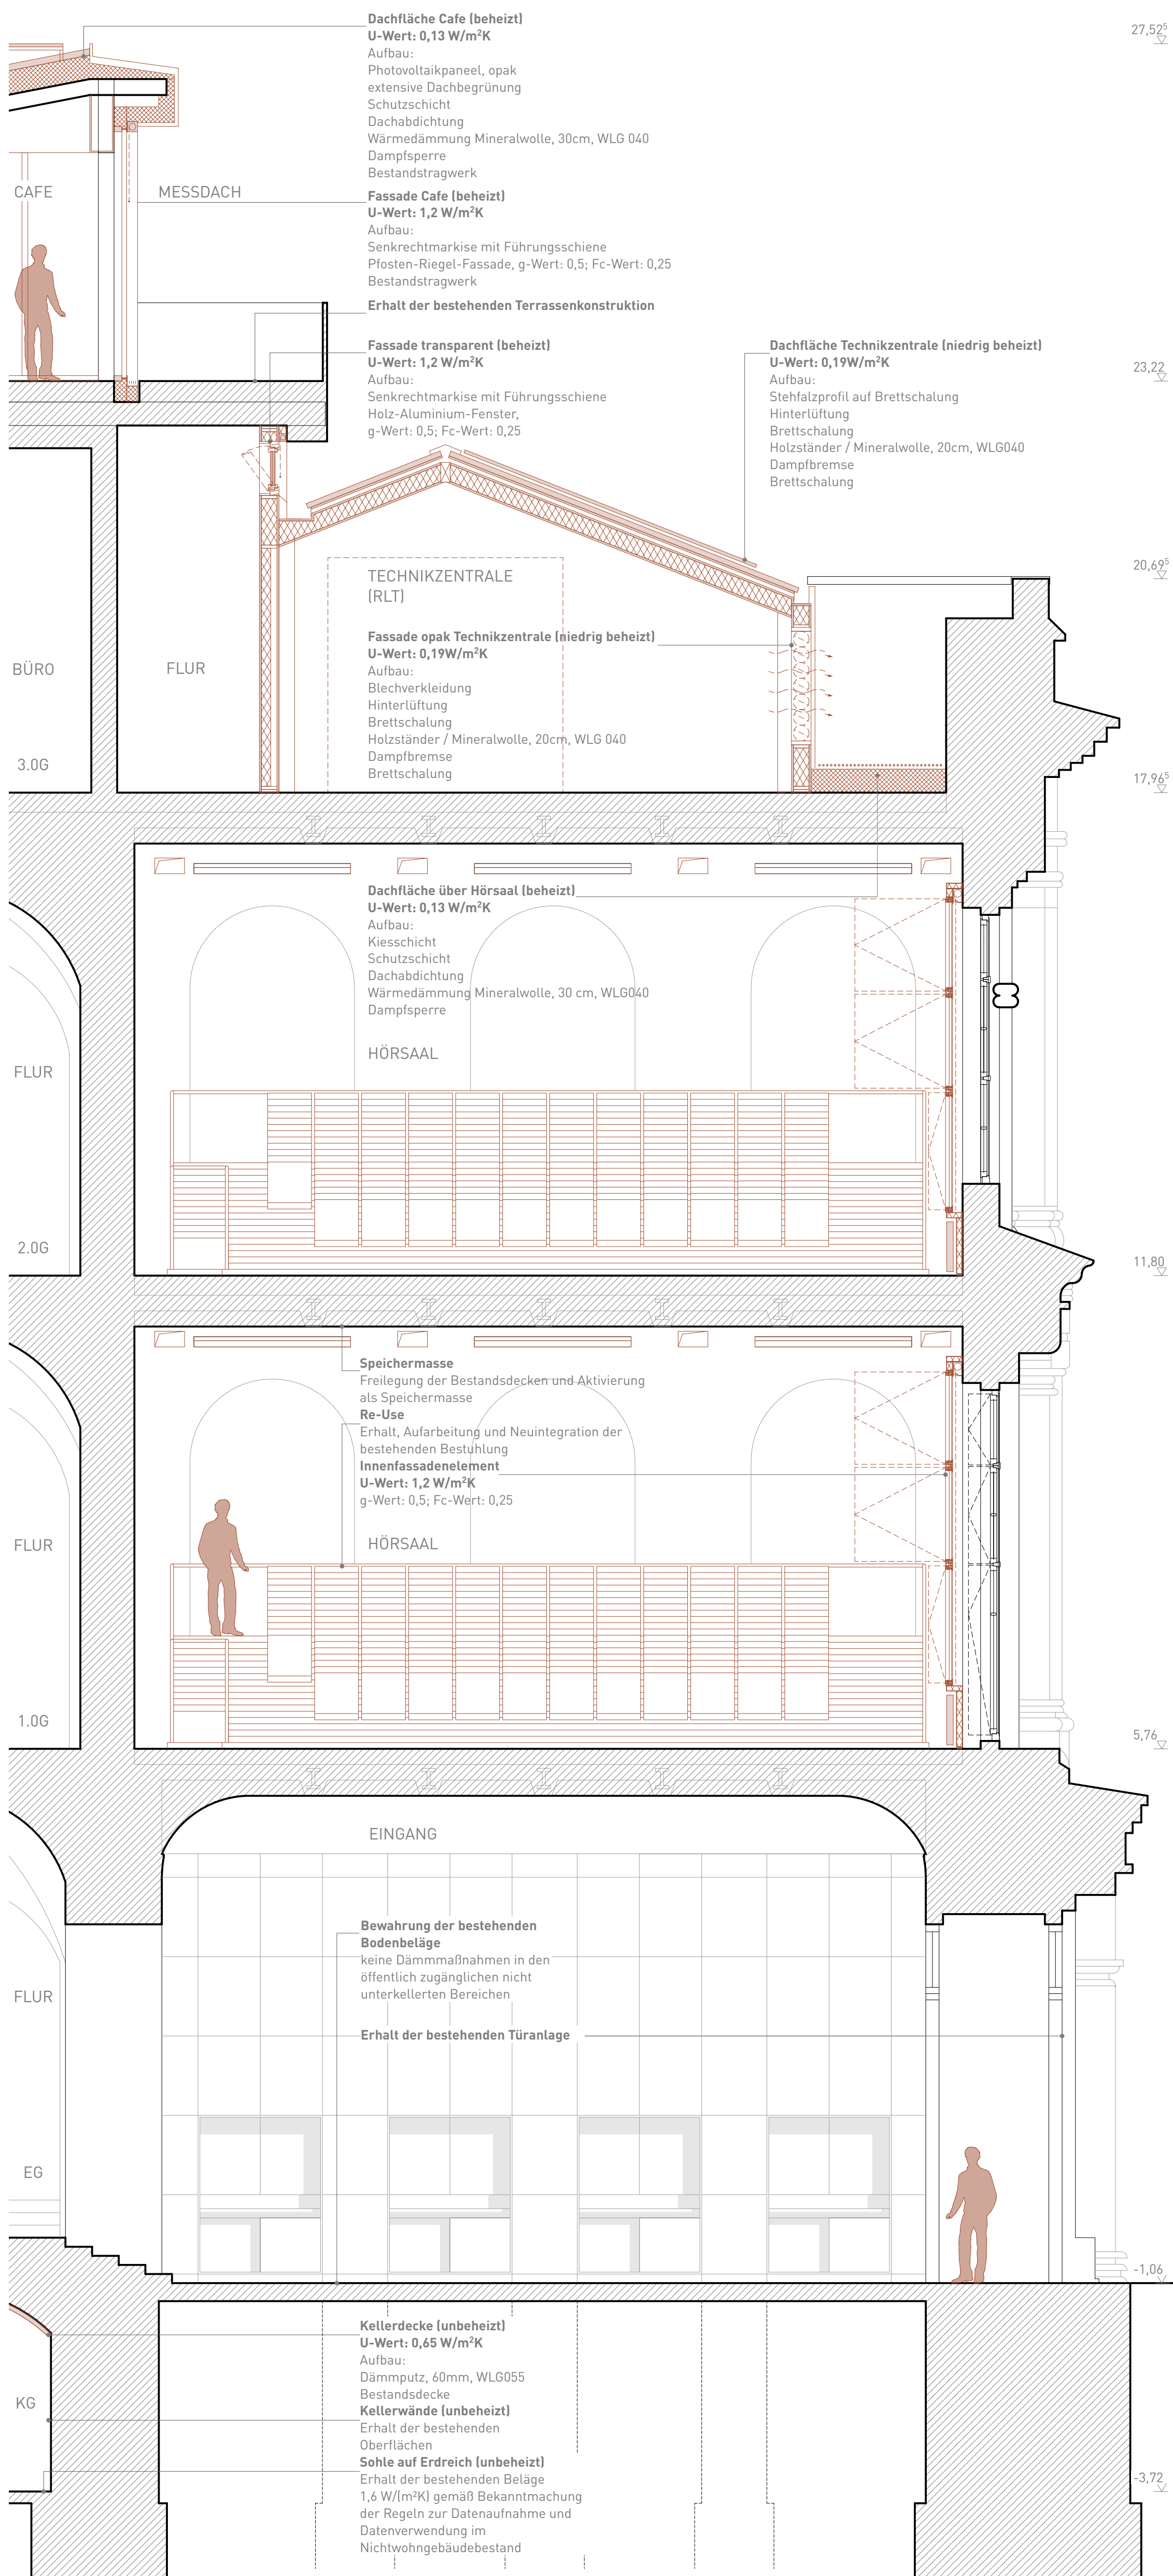 Dachfläche Cafe (beheizt)
U-Wert: 0,13 W/m²K
Aufbau:
Photovoltaikpaneel, opak
extensive Dachbegrünung
Schutzschicht
Dachabdichtung
Wärmedämmung Mineralwolle, 30cm, WLG 040
Dampfsperre
Bestandstragwerk
27,52⁵
CAFE
MESSDACH
Fassade Cafe (beheizt)
U-Wert: 1,2 W/m²K
Aufbau:
Senkrechtmarkise mit Führungsschiene
Pfosten-Riegel-Fassade, g-Wert: 0,5; Fc-Wert: 0,25
Bestandstragwerk
Erhalt der bestehenden Terrassenkonstruktion
Fassade transparent (beheizt)
U-Wert: 1,2 W/m²K
Aufbau:
Senkrechtmarkise mit Führungsschiene
Holz-Aluminium-Fenster,
g-Wert: 0,5; Fc-Wert: 0,25
Dachfläche Technikzentrale (niedrig beheizt)
U-Wert: 0,19W/m²K
Aufbau:
Stehfalzprofil auf Brettschalung
Hinterlüftung
Brettschalung
Holzständer / Mineralwolle, 20cm, WLG040
Dampfbremse
Brettschalung
23,22
TECHNIKZENTRALE
(RLT)
20,69⁵
Fassade opak Technikzentrale (niedrig beheizt)
U-Wert: 0,19W/m²K
Aufbau:
Blechverkleidung
Hinterlüftung
Brettschalung
Holzständer / Mineralwolle, 20cm, WLG 040
Dampfbremse
Brettschalung
BÜRO
FLUR
3.OG
17,96⁵
Dachfläche über Hörsaal (beheizt)
U-Wert: 0,13 W/m²K
Aufbau:
Kiesschicht
Schutzschicht
Dachabdichtung
Wärmedämmung Mineralwolle, 30 cm, WLG040
Dampfsperre
HÖRSAAL
FLUR
2.OG
11,80
Speichermasse
Freilegung der Bestandsdecken und Aktivierung
als Speichermasse
Re-Use
Erhalt, Aufarbeitung und Neuintegration der
bestehenden Bestuhlung
Innenfassadenelement
U-Wert: 1,2 W/m²K
g-Wert: 0,5; Fc-Wert: 0,25
HÖRSAAL
FLUR
1.OG
5,76
EINGANG
Bewahrung der bestehenden
Bodenbeläge
keine Dämmmaßnahmen in den
öffentlich zugänglichen nicht
unterkellerten Bereichen
FLUR
Erhalt der bestehenden Türanlage
EG
-1,06
Kellerdecke (unbeheizt)
U-Wert: 0,65 W/m²K
Aufbau:
Dämmputz, 60mm, WLG055
Bestandsdecke
KG
Kellerwände (unbeheizt)
Erhalt der bestehenden
Oberflächen
Sohle auf Erdreich (unbeheizt)
Erhalt der bestehenden Beläge
1,6 W/(m²K) gemäß Bekanntmachung
der Regeln zur Datenaufnahme und
Datenverwendung im
Nichtwohngebäudebestand
-3,72